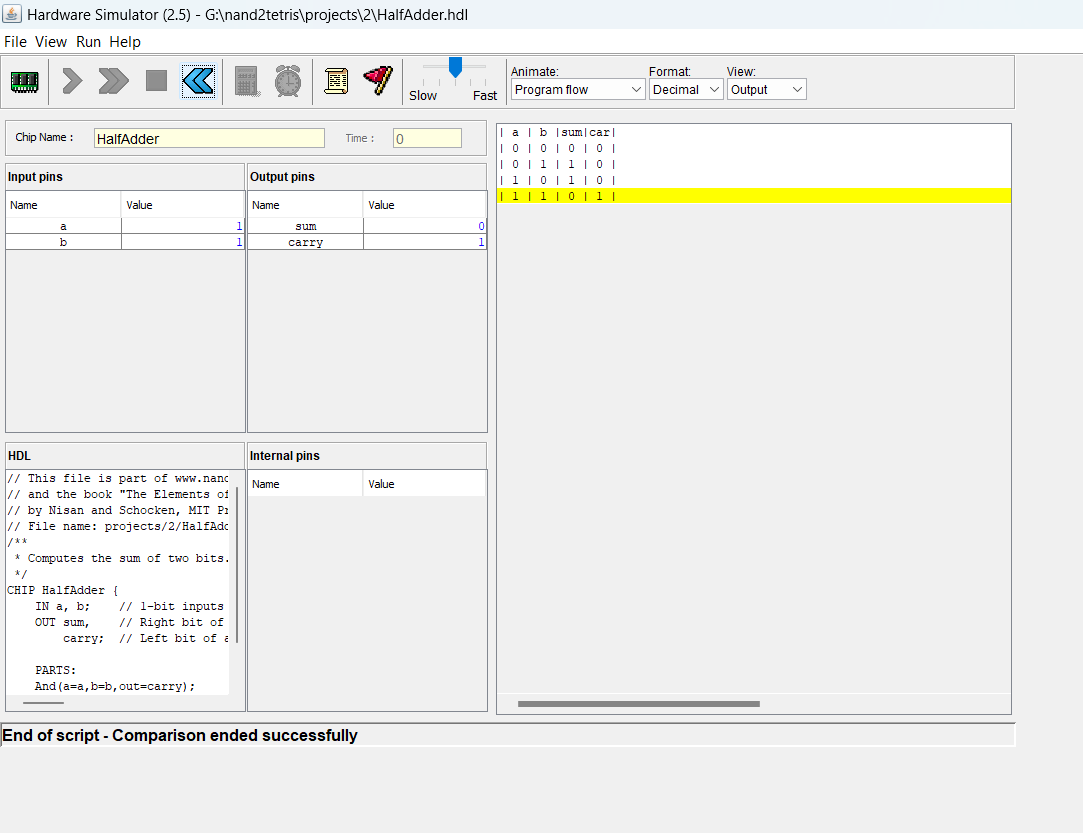 Hardware Simulator (2.5) - G:\nand2tetris\projects\2\HalfAdder.hdl
File View Run Help
Slow Fast
Animate: Format: View:
Program flow Decimal Output
Chip Name : HalfAdder Time : 0
Input pins
Name Value
a 1
b 1
Output pins
Name Value
sum 0
carry 1
| a | b |sum|car|
| 0 | 0 | 0 | 0 |
| 0 | 1 | 1 | 0 |
| 1 | 0 | 1 | 0 |
| 1 | 1 | 0 | 1 |
HDL
// This file is part of www.nand
// and the book "The Elements of
// by Nisan and Schocken, MIT Pr
// File name: projects/2/HalfAdd
/**
* Computes the sum of two bits.
*/
CHIP HalfAdder {
IN a, b; // 1-bit inputs
OUT sum, // Right bit of
carry; // Left bit of a
PARTS:
And(a=a,b=b,out=carry);
Internal pins
Name Value
End of script - Comparison ended successfully